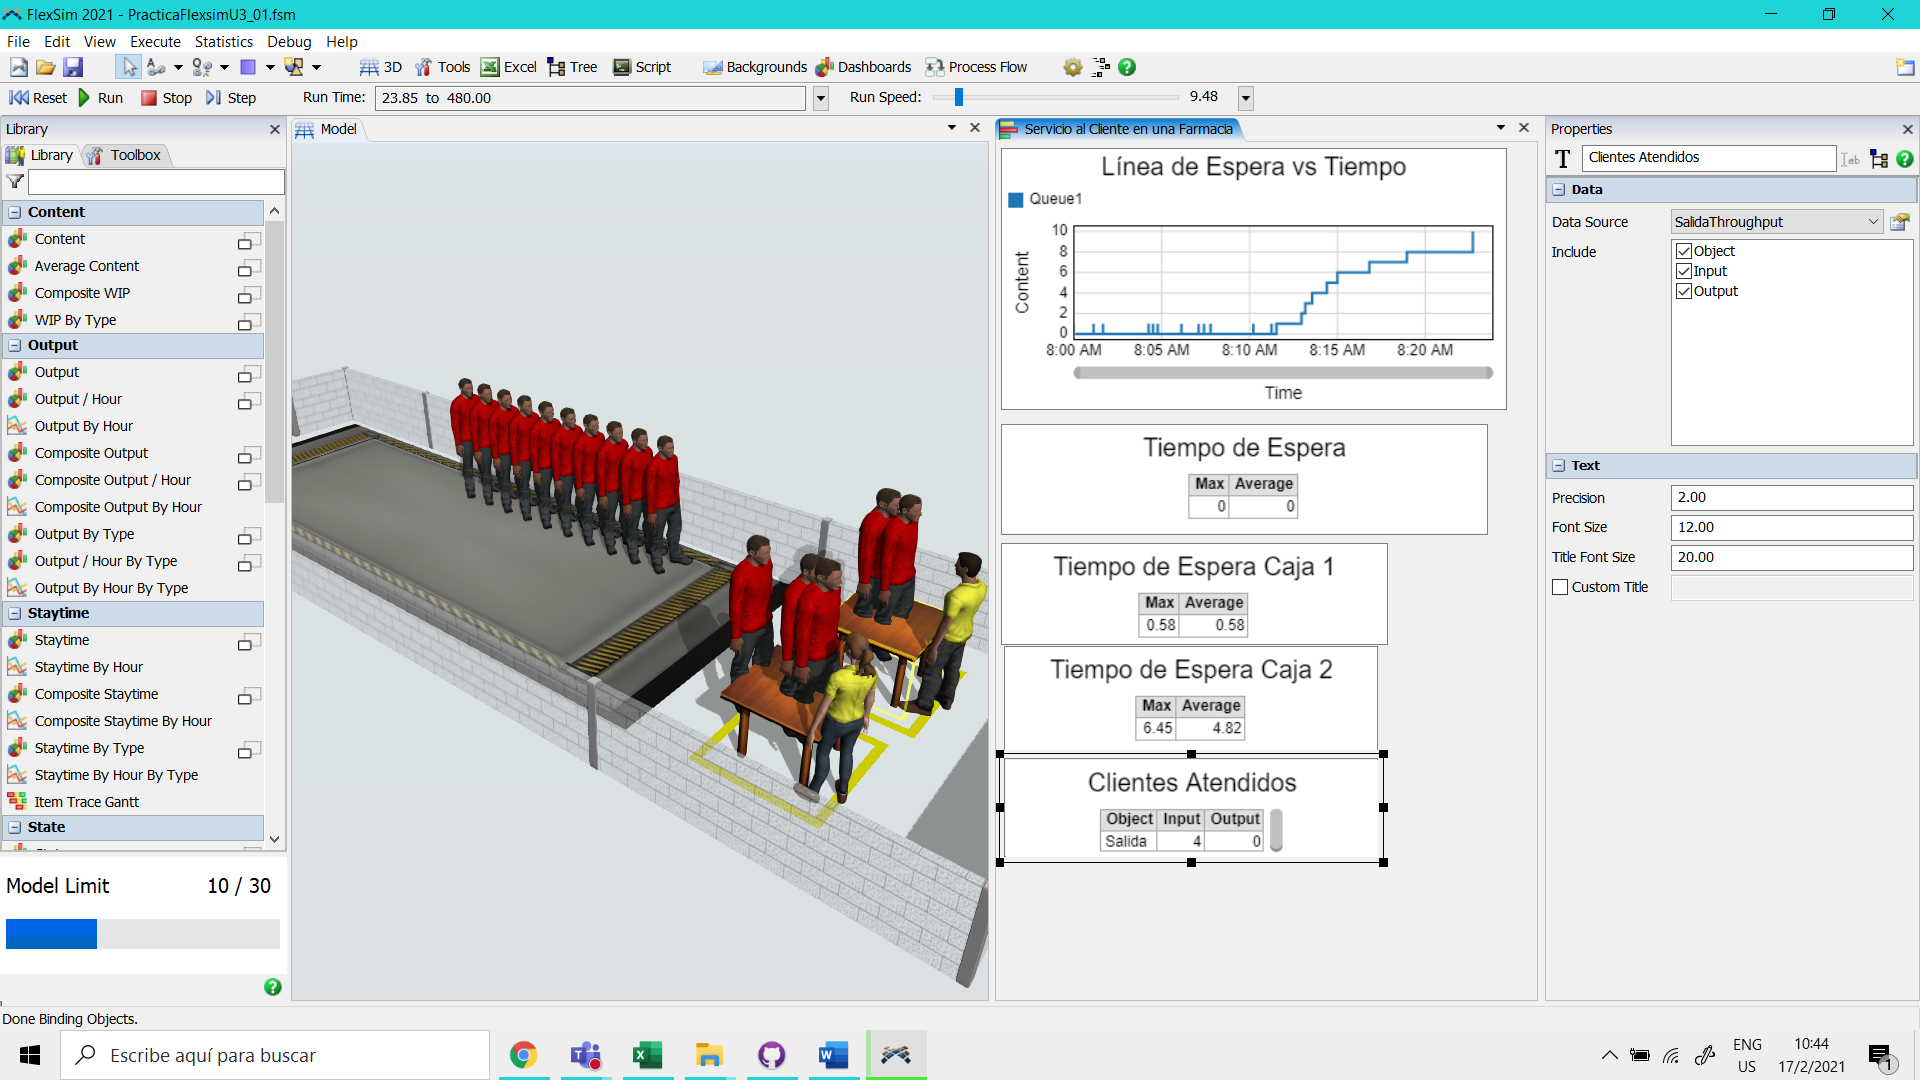 FlexSim 2021 - PracticaFlexsimU3_01.fsm
File Edit View Execute Statistics Debug Help
3D Tools Excel Tree Script Backgrounds Dashboards Process Flow
Reset Run Stop Step Run Time: 23.85 to 480.00 Run Speed: 9.48
Library
Library Toolbox
Content
Content
Average Content
Composite WIP
WIP By Type
Output
Output
Output / Hour
Output By Hour
Composite Output
Composite Output / Hour
Composite Output By Hour
Output By Type
Output / Hour By Type
Output By Hour By Type
Staytime
Staytime
Staytime By Hour
Composite Staytime
Composite Staytime By Hour
Staytime By Type
Staytime By Hour By Type
Item Trace Gantt
State
Model Limit 10 / 30
Model
Servicio al Cliente en una Farmacia
Línea de Espera vs Tiempo
Queue1
Content
10
8
6
4
2
0
8:00 AM 8:05 AM 8:10 AM 8:15 AM 8:20 AM
Time
Tiempo de Espera
Max Average
0 0
Tiempo de Espera Caja 1
Max Average
0.58 0.58
Tiempo de Espera Caja 2
Max Average
6.45 4.82
Clientes Atendidos
Object Input Output
Salida 4 0
Properties
T Clientes Atendidos
Data
Data Source SalidaThroughput
Include
Object
Input
Output
Text
Precision 2.00
Font Size 12.00
Title Font Size 20.00
Custom Title
Done Binding Objects.
Escribe aquí para buscar
ENG
US
10:44
17/2/2021
1